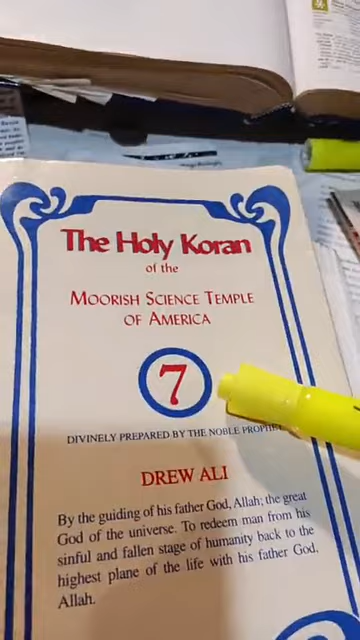 The Holy Koran
of the
MOORISH SCIENCE TEMPLE
OF AMERICA
7
DIVINELY PREPARED BY THE NOBLE PROPHET
DREW ALI
By the guiding of his father God, Allah; the great
God of the universe. To redeem man from his
sinful and fallen stage of humanity back to the
highest plane of the life with his father God,
Allah.